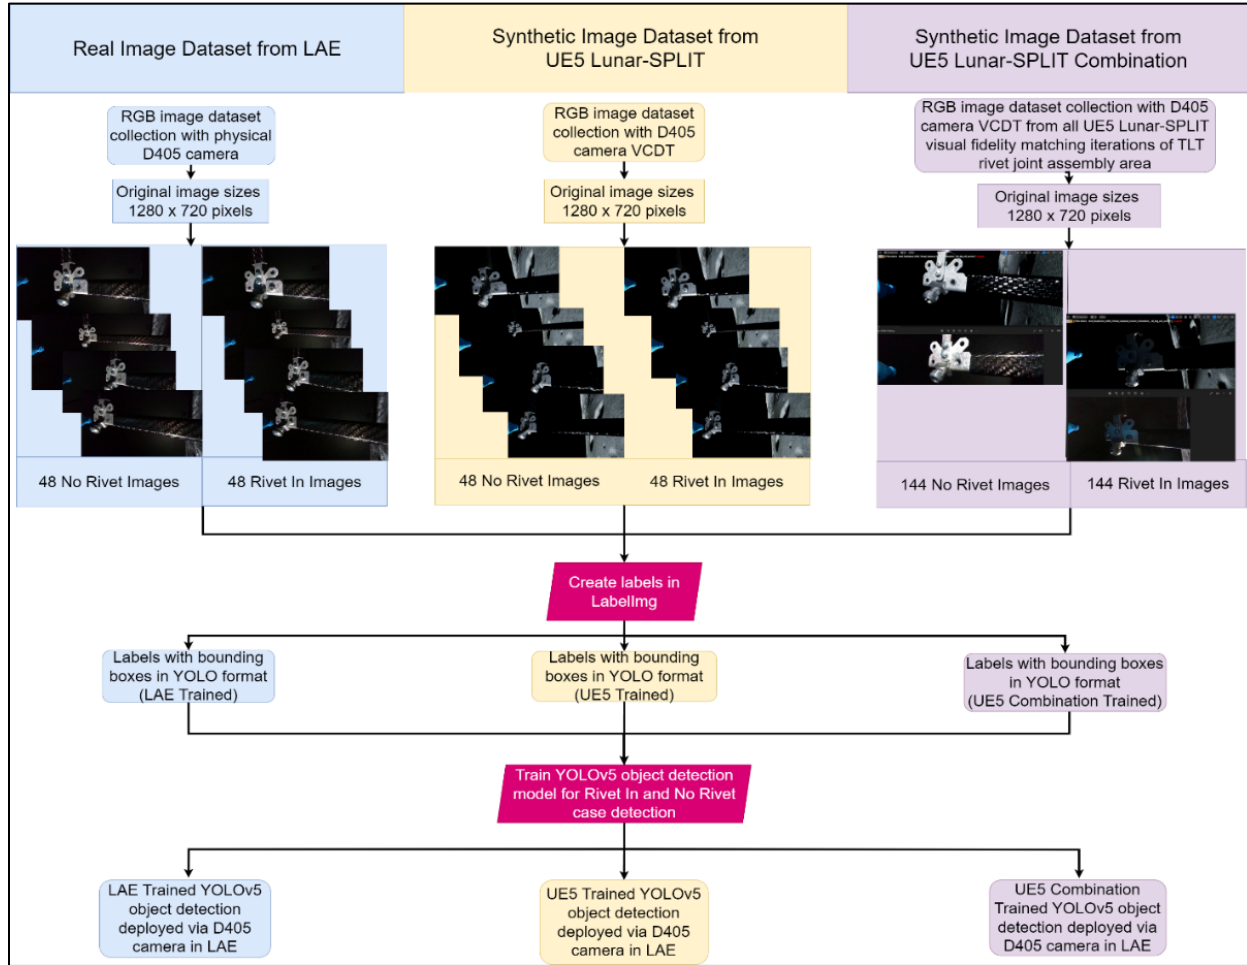 Real Image Dataset from LAE
Synthetic Image Dataset from
UE5 Lunar-SPLIT
Synthetic Image Dataset from
UE5 Lunar-SPLIT Combination
RGB image dataset
collection with physical
D405 camera
RGB image dataset
collection with D405
camera VCDT
RGB image dataset collection with D405
camera VCDT from all UE5 Lunar-SPLIT
visual fidelity matching iterations of TLT
rivet joint assembly area
Original image sizes
1280 x 720 pixels
Original image sizes
1280 x 720 pixels
Original image sizes
1280 x 720 pixels
48 No Rivet Images
48 Rivet In Images
48 No Rivet Images
48 Rivet In Images
144 No Rivet Images
144 Rivet In Images
Create labels in
LabelImg
Labels with bounding
boxes in YOLO format
(LAE Trained)
Labels with bounding
boxes in YOLO format
(UE5 Trained)
Labels with bounding boxes
in YOLO format
(UE5 Combination Trained)
Train YOLOv5 object detection
model for Rivet In and No Rivet
case detection
LAE Trained YOLOv5
object detection
deployed via D405
camera in LAE
UE5 Trained YOLOv5
object detection
deployed via D405
camera in LAE
UE5 Combination
Trained YOLOv5 object
detection deployed via
D405 camera in LAE